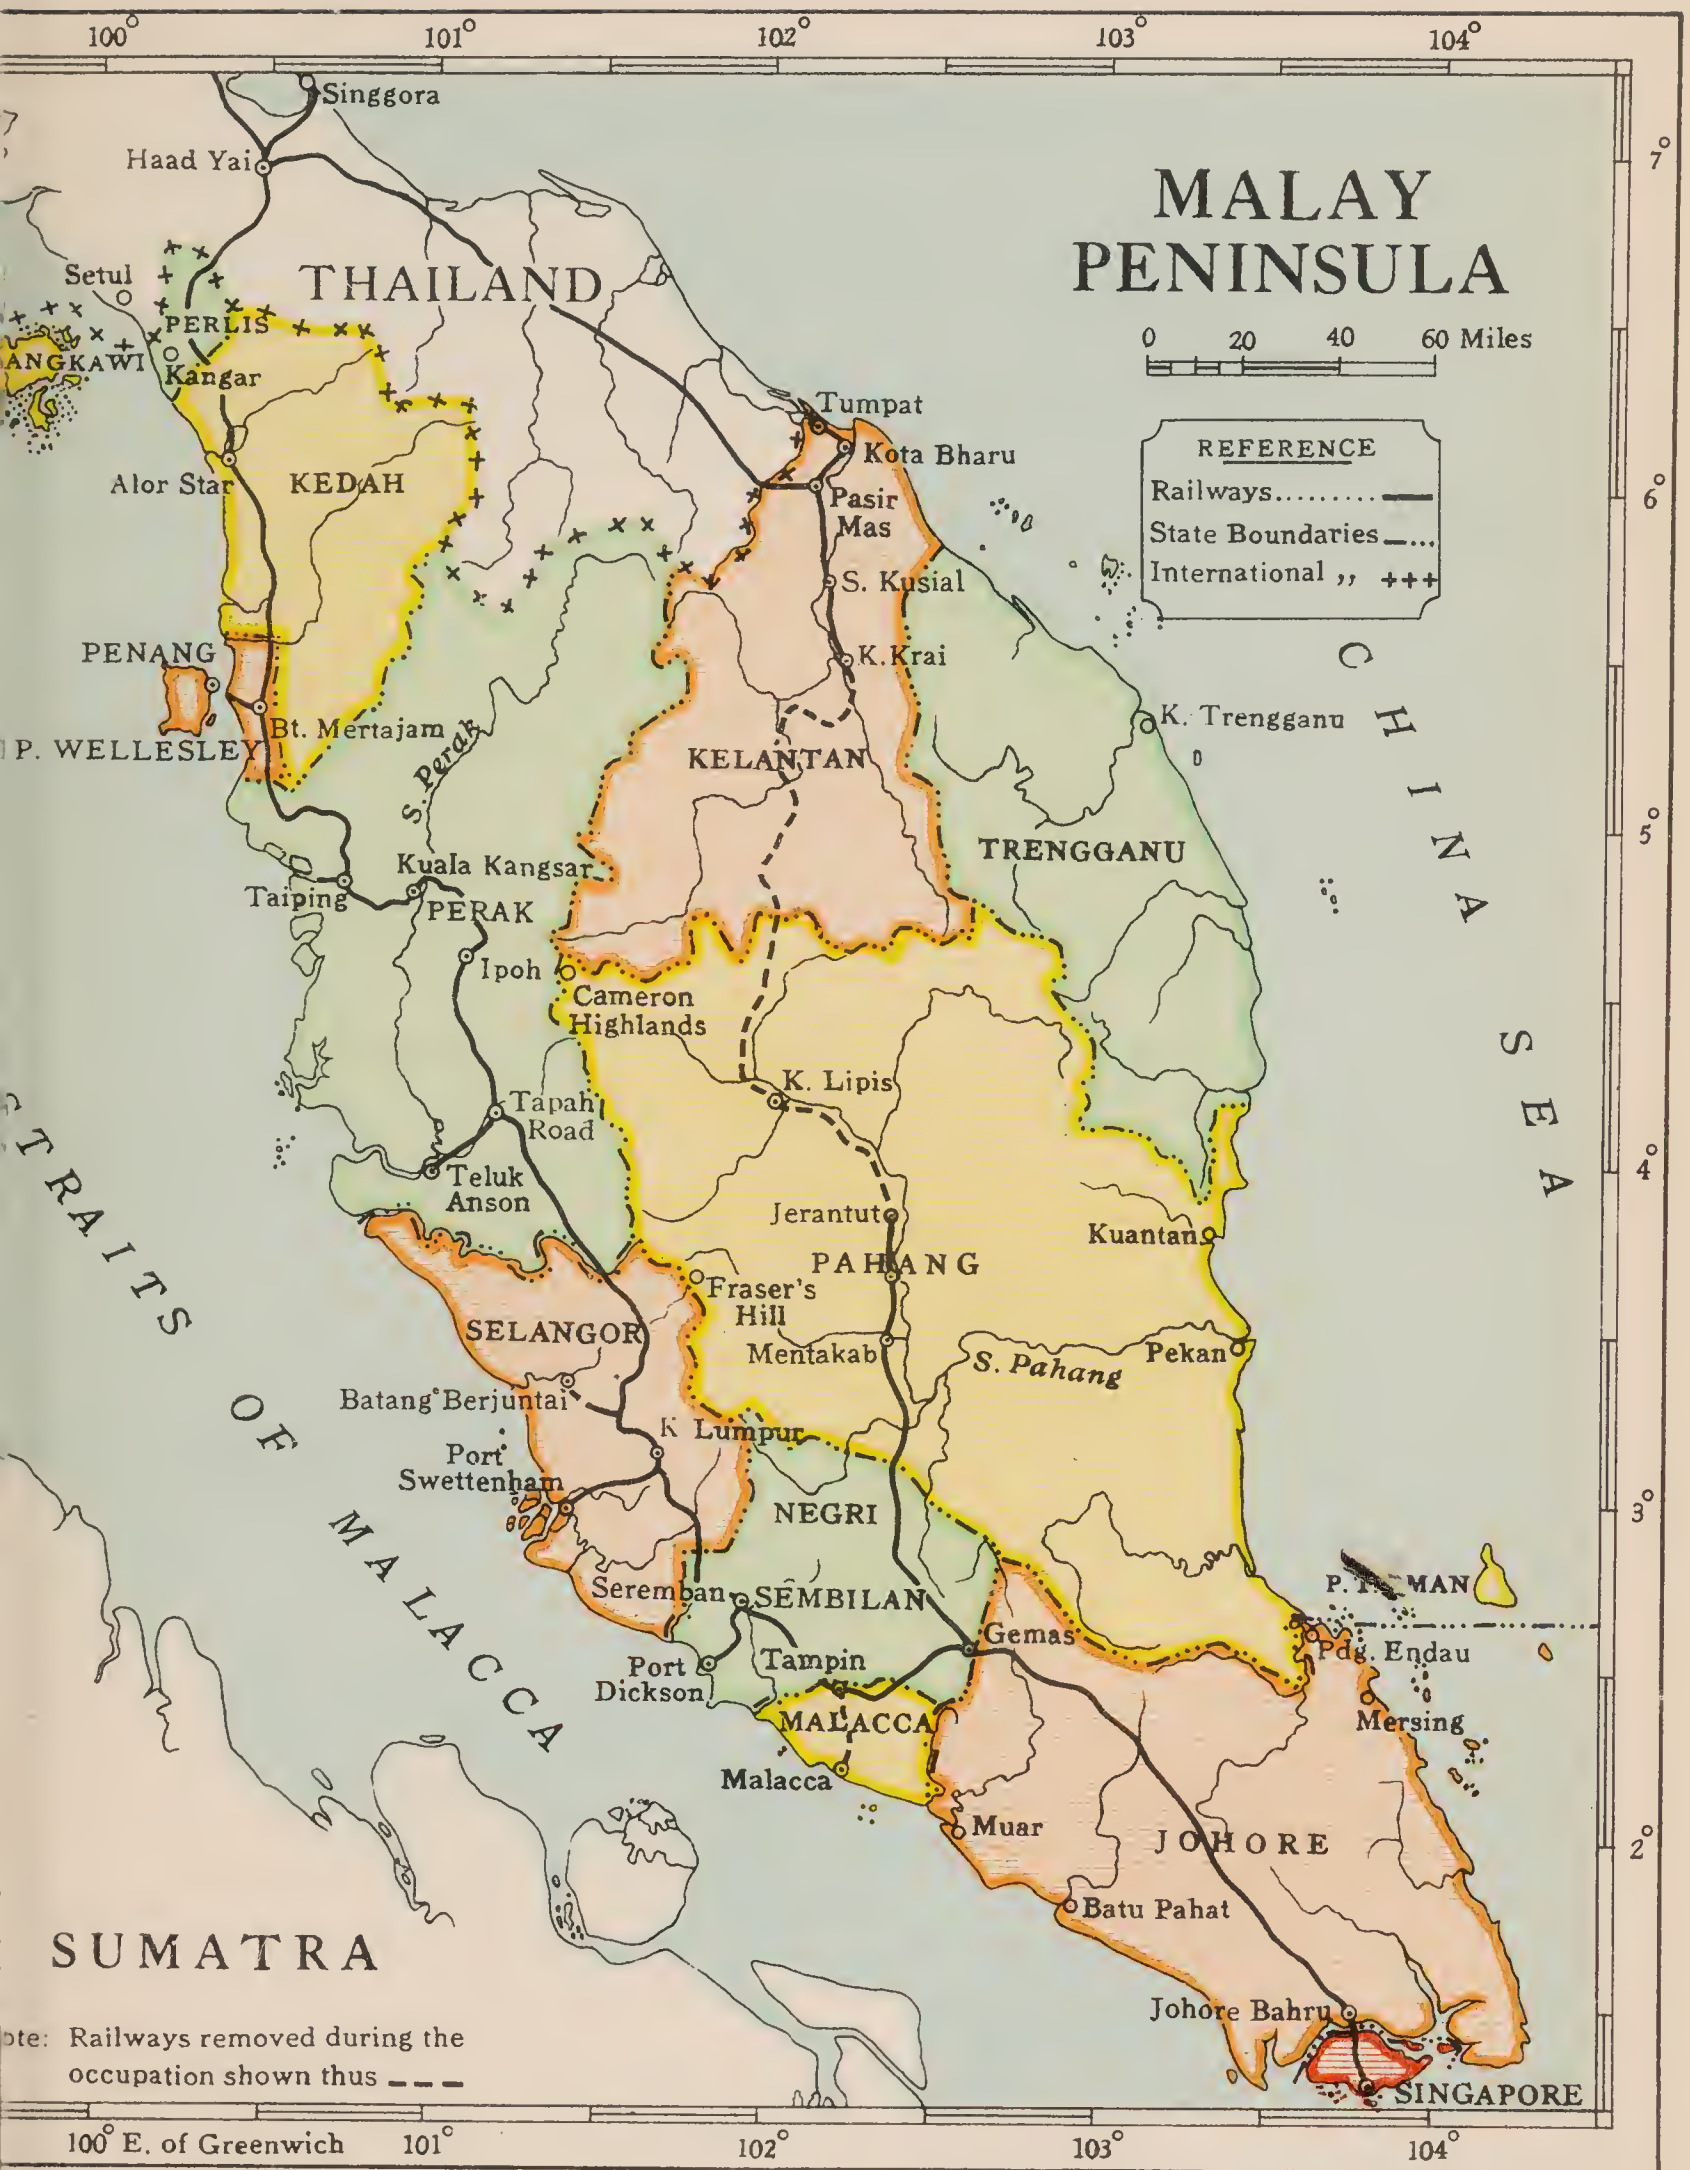 100° 101° 102° 103° 104°
Singgora
Haad Yai
7°
MALAY
PENINSULA
THAILAND
Setul
PERLIS
0 20 40 60 Miles
ANGKAWI
Kangar
Tumpat
Kota Bharu
REFERENCE
Railways.........
State Boundaries
International ,, +++
Alor Star
KEDAH
Pasir
Mas
6°
S. Kusial
PENANG
K. Krai
Bt. Mertajam
P. WELLESLEY
S. Perak
KELANTAN
K. Trengganu
CHINA SEA
5°
TRENGGANU
Kuala Kangsar
Taiping
PERAK
Ipoh
Cameron
Highlands
K. Lipis
Tapah
Road
4°
Teluk
Anson
TRAITS OF MALACCA
Jerantut
Kuantan
PAHANG
Fraser's
Hill
SELANGOR
Mentakab
S. Pahang
Pekan
Batang Berjuntai
K Lumpur
Port
Swettenham
NEGRI
3°
Seremban
SEMBILAN
P. MAN
Gemas
Pdg. Endau
Port
Dickson
Tampin
MALACCA
Mersing
Malacca
Muar
JOHORE
2°
Batu Pahat
SUMATRA
Johore Bahru
ote: Railways removed during the
occupation shown thus
SINGAPORE
100° E. of Greenwich 101° 102° 103° 104°